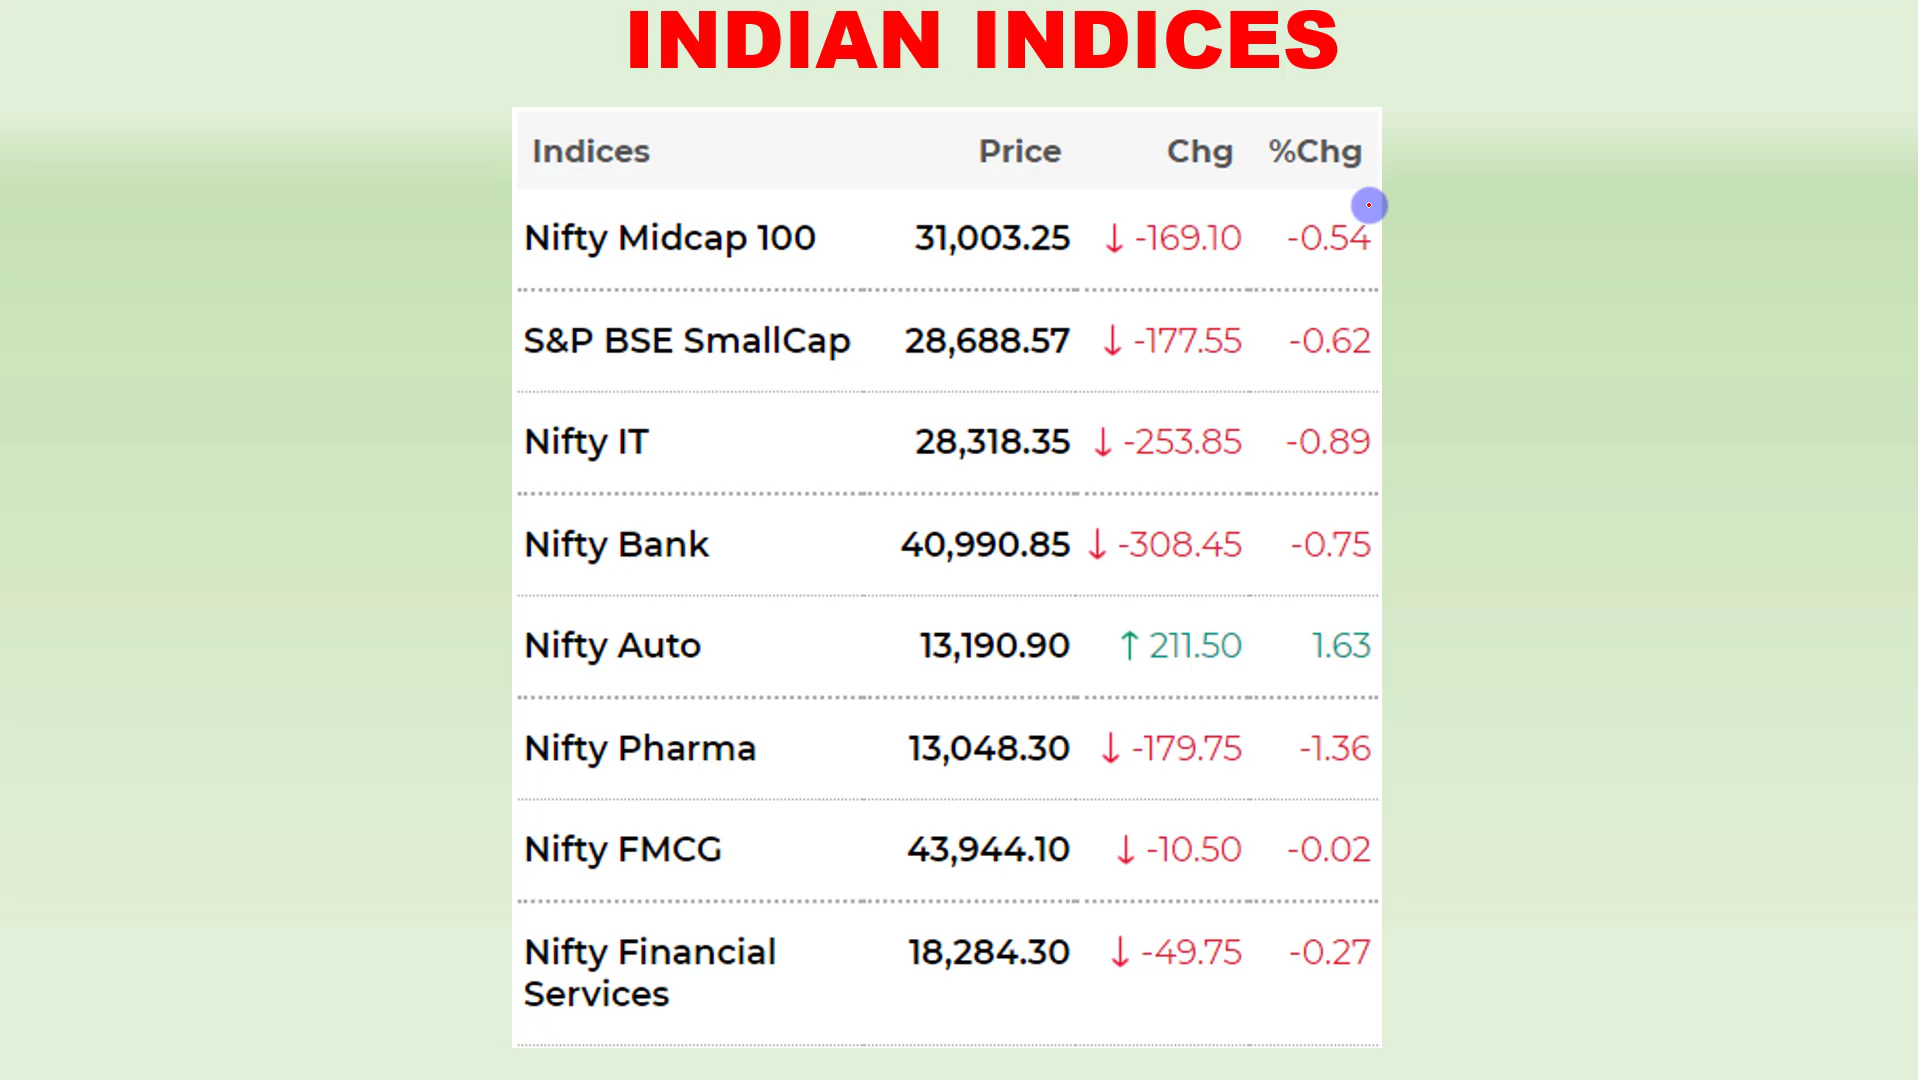 INDIAN INDICES
Indices Price Chg %Chg
Nifty Midcap 100 31,003.25 ↓ -169.10 -0.54
S&P BSE SmallCap 28,688.57 ↓ -177.55 -0.62
Nifty IT 28,318.35 ↓ -253.85 -0.89
Nifty Bank 40,990.85 ↓ -308.45 -0.75
Nifty Auto 13,190.90 ↑ 211.50 1.63
Nifty Pharma 13,048.30 ↓ -179.75 -1.36
Nifty FMCG 43,944.10 ↓ -10.50 -0.02
Nifty Financial 18,284.30 ↓ -49.75 -0.27
Services